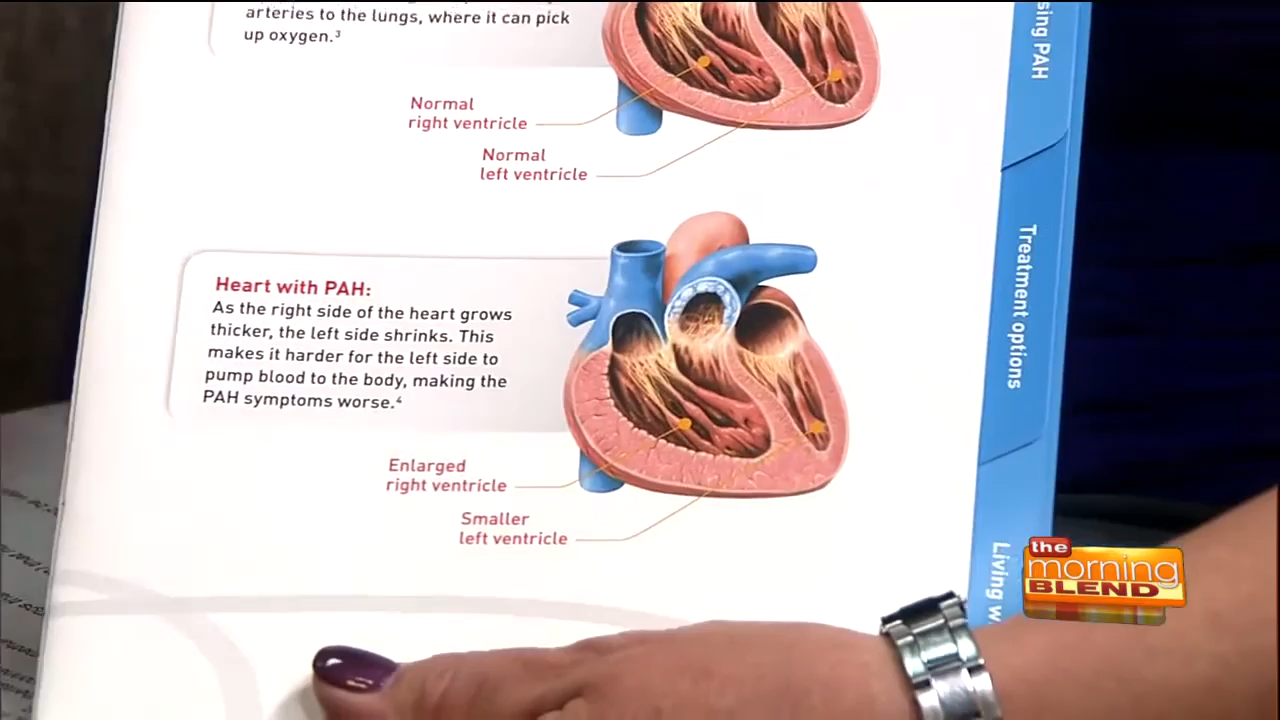 arteries to the lungs, where it can pick
up oxygen.³
Normal
right ventricle
Normal
left ventricle
Heart with PAH:
As the right side of the heart grows
thicker, the left side shrinks. This
makes it harder for the left side to
pump blood to the body, making the
PAH symptoms worse.⁴
Enlarged
right ventricle
Smaller
left ventricle
sing PAH
Treatment options
Living w
the
morning
BLEND